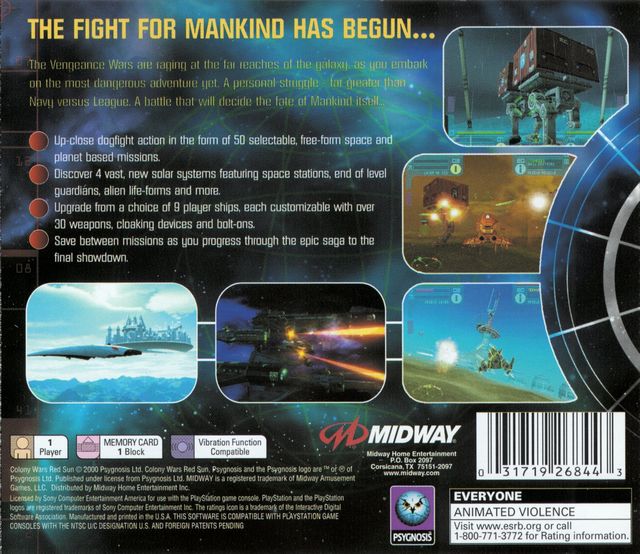 THE FIGHT FOR MANKIND HAS BEGUN...
The Vengeance Wars are raging at the far reaches of the galaxy, as you embark
on the most dangerous adventure yet. A personal struggle - far greater than
Navy versus League. A battle that will decide the fate of Mankind itself...
Up-close dogfight action in the form of 50 selectable, free-form space and
planet based missions.
Discover 4 vast, new solar systems featuring space stations, end of level
guardians, alien life-forms and more.
Upgrade from a choice of 9 player ships, each customizable with over
30 weapons, cloaking devices and bolt-ons.
Save between missions as you progress through the epic saga to the
final showdown.
08
1
Player
MEMORY CARD
1 Block
Vibration Function
Compatible
MIDWAY
Midway Home Entertainment
P.O. Box 2097
Corsicana, TX 75151-2097
www.midway.com
0 31719 26844 3
Colony Wars Red Sun © 2000 Psygnosis Ltd. Colony Wars Red Sun, Psygnosis and the Psygnosis logo are ™ or ® of
Psygnosis Ltd. Published under license from Psygnosis Ltd. MIDWAY is a registered trademark of Midway Amusement
Games, LLC. Distributed by Midway Home Entertainment Inc.
Licensed by Sony Computer Entertainment America for use with the PlayStation game console. PlayStation and the PlayStation
logos are registered trademarks of Sony Computer Entertainment Inc. The ratings icon is a trademark of the Interactive Digital
Software Association. Manufactured and printed in the U.S.A. THIS SOFTWARE IS COMPATIBLE WITH PLAYSTATION GAME
CONSOLES WITH THE NTSC U/C DESIGNATION U.S. AND FOREIGN PATENTS PENDING
PSYGNOSIS
EVERYONE
ANIMATED VIOLENCE
Visit www.esrb.org or call
1-800-771-3772 for Rating information.